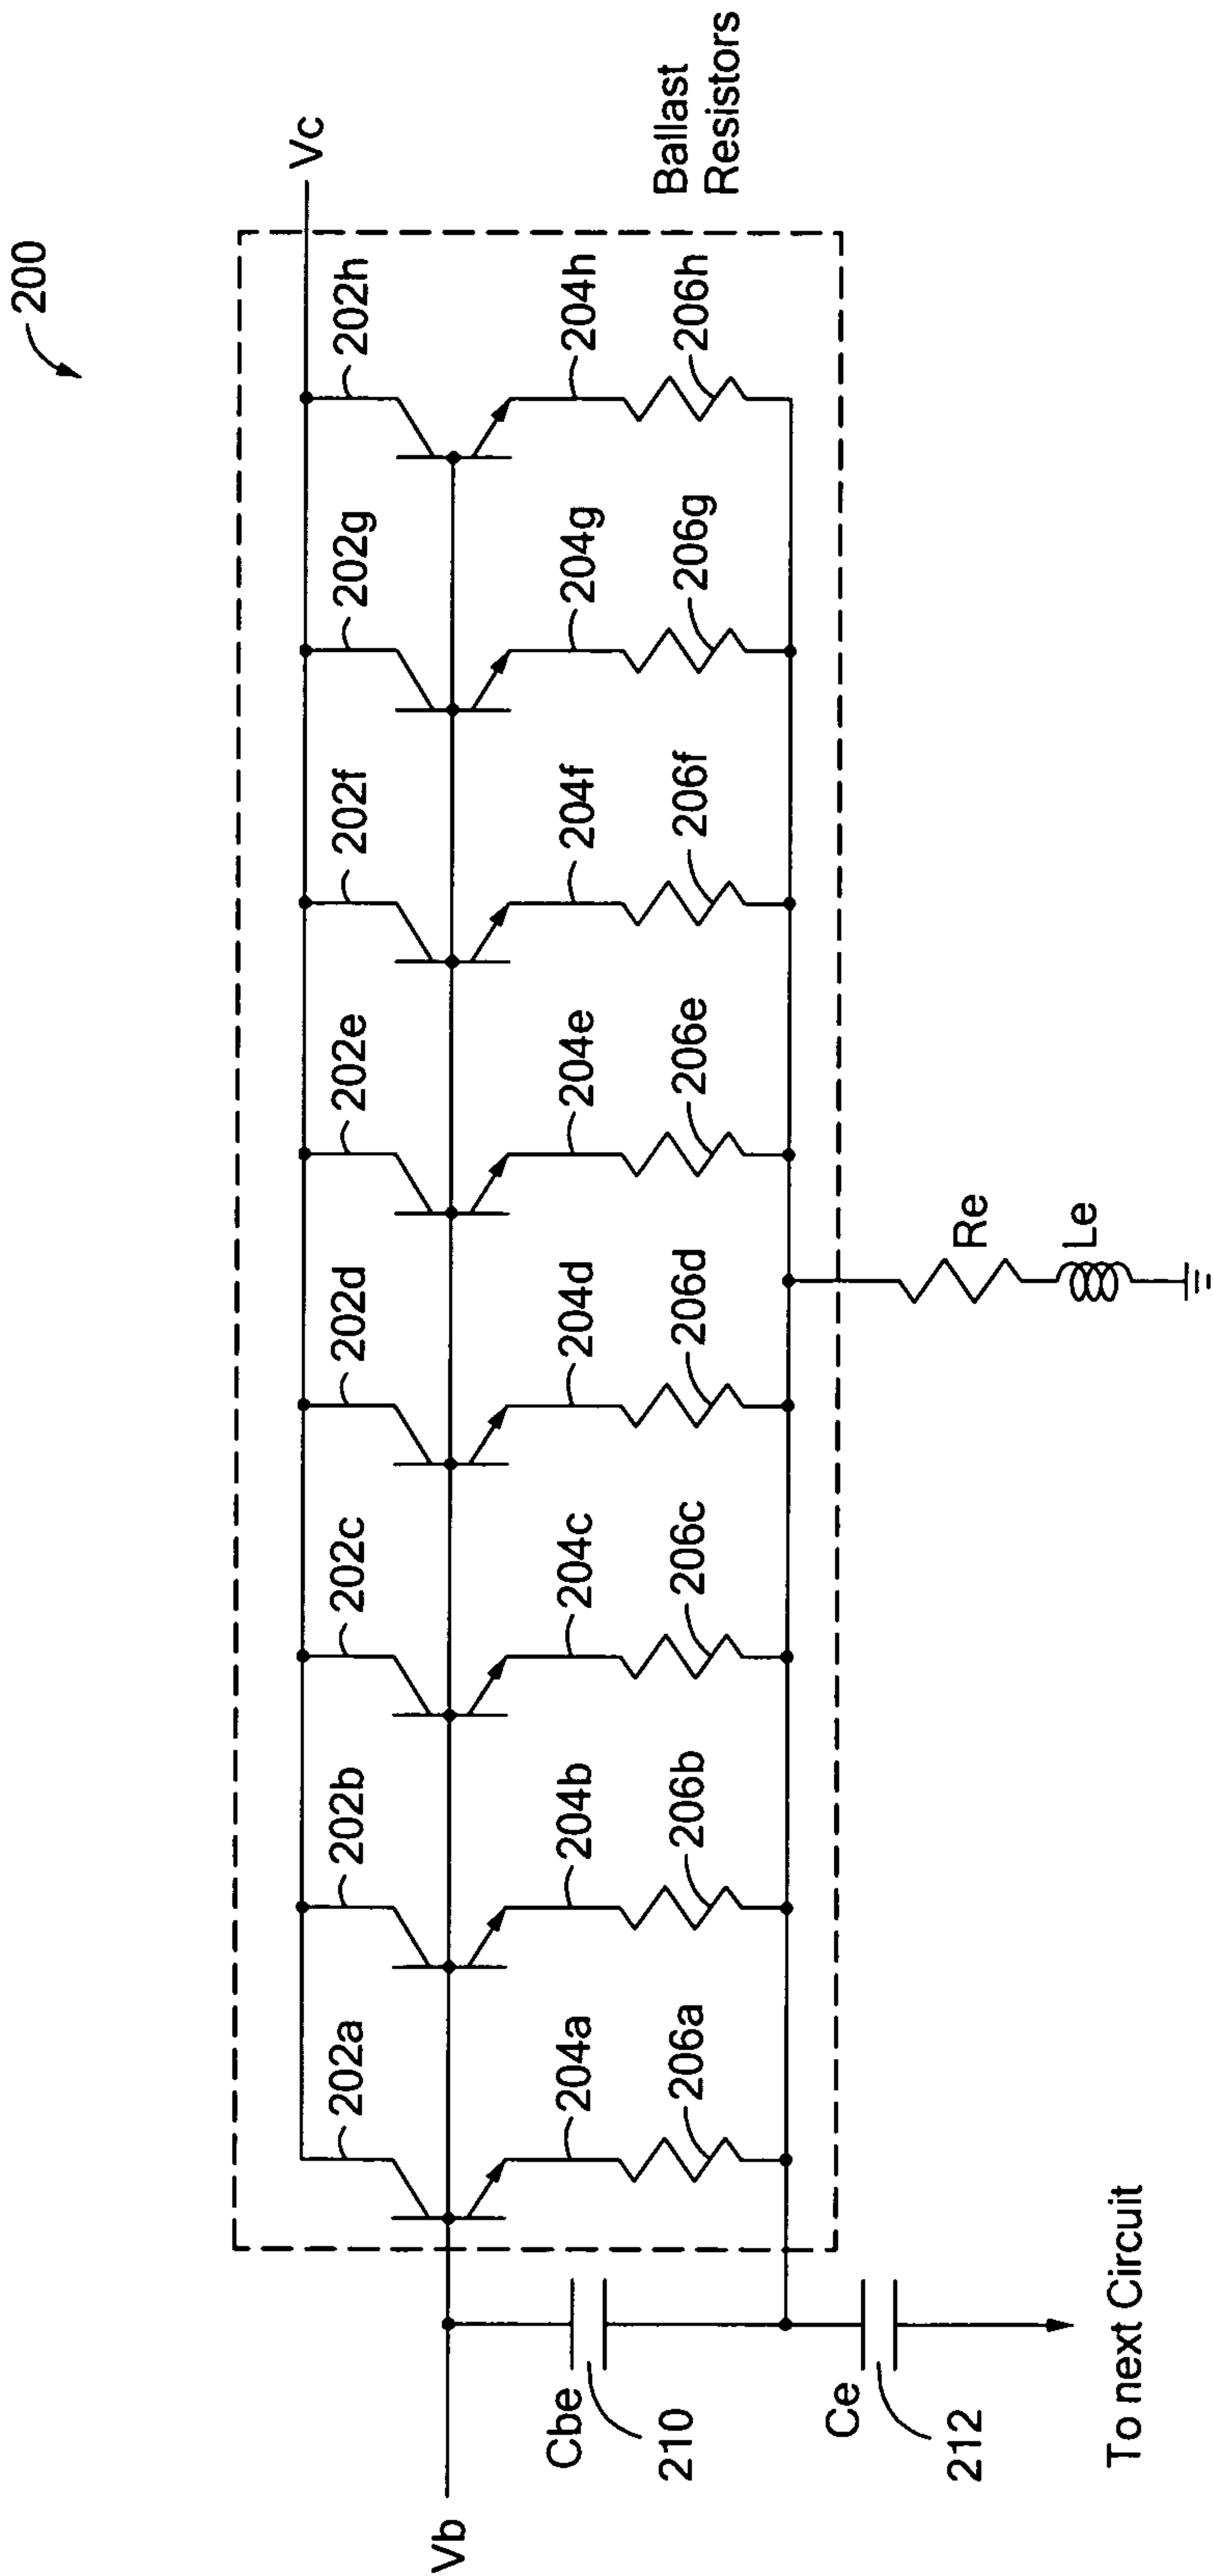 200
Vc
202a
202b
202c
202d
202e
202f
202g
202h
Vb
204a
204b
204c
204d
204e
204f
204g
204h
Cbe
210
206a
206b
206c
206d
206e
206f
206g
206h
Ballast
Resistors
Ce
212
Re
Le
To next Circuit